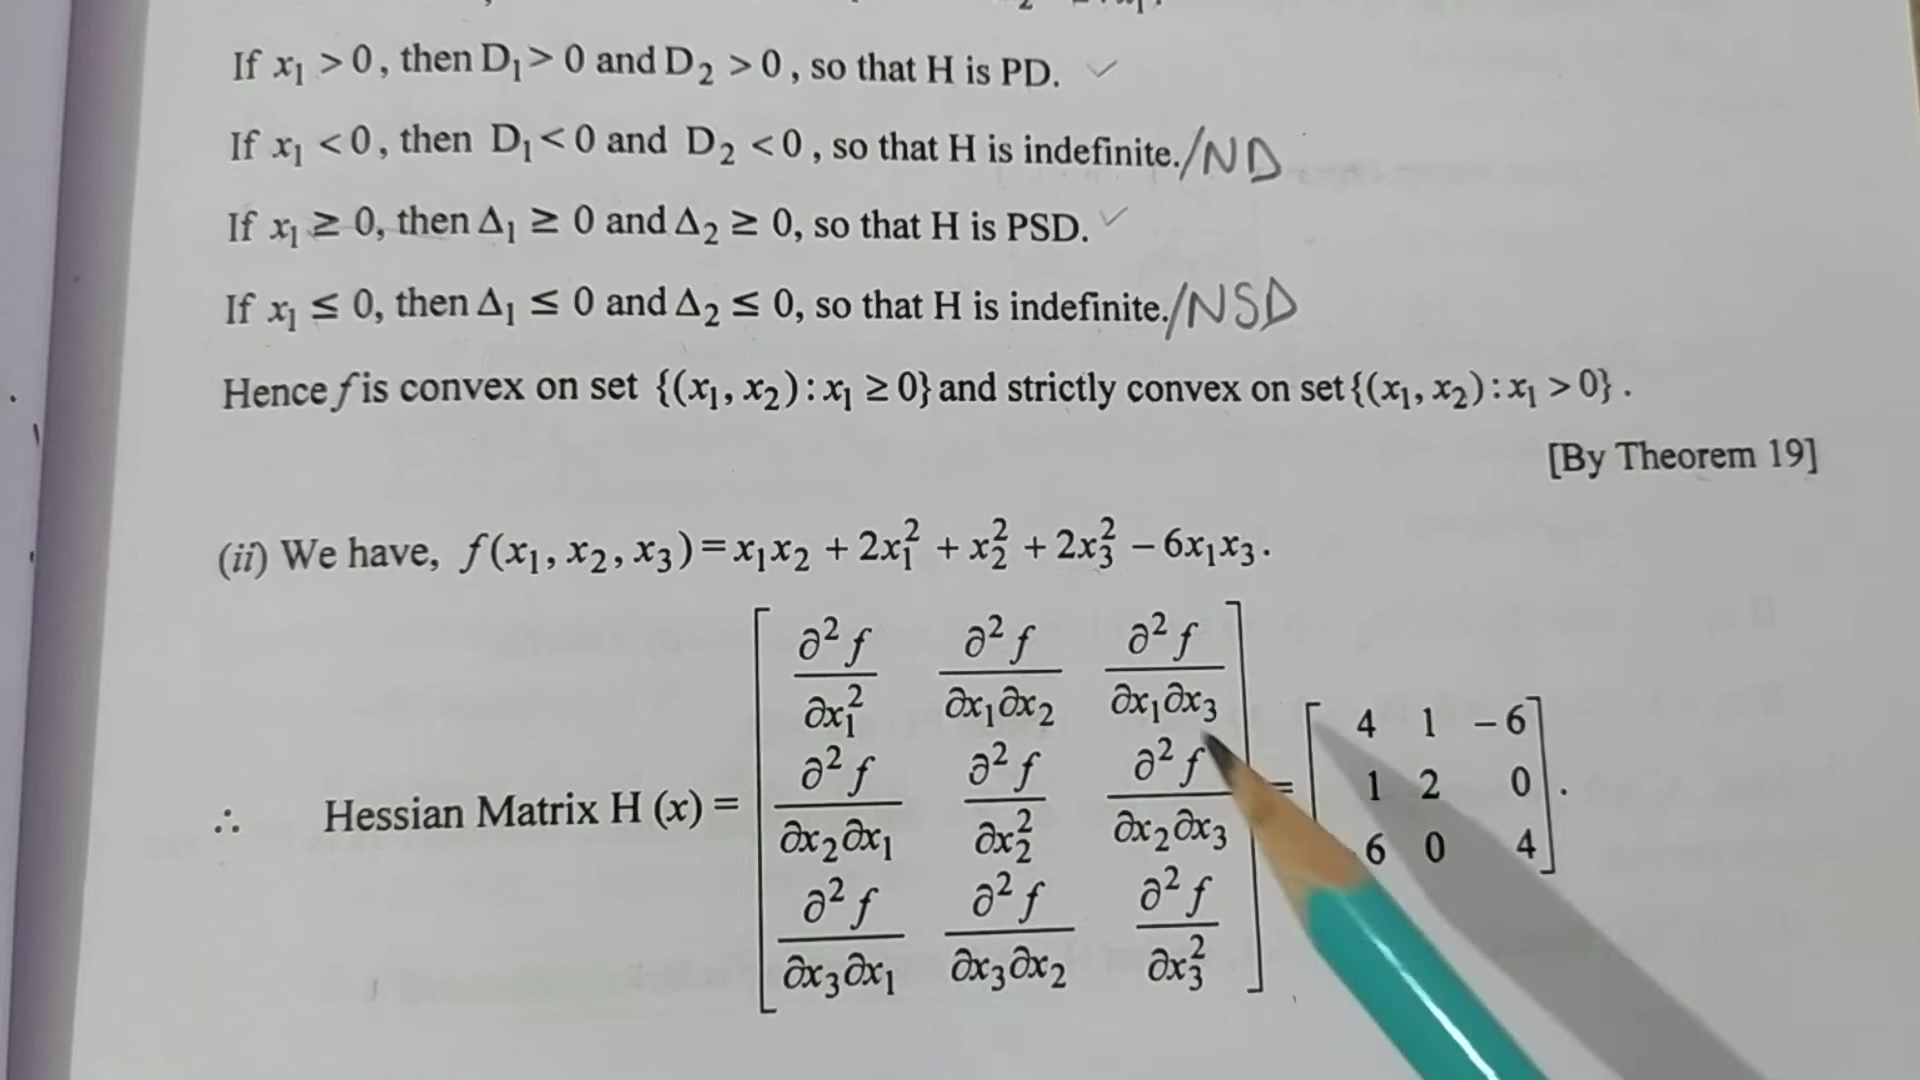 If x₁ > 0, then D₁ > 0 and D₂ > 0, so that H is PD. ✓
If x₁ < 0, then D₁ < 0 and D₂ < 0, so that H is indefinite./ND
If x₁ ≥ 0, then Δ₁ ≥ 0 and Δ₂ ≥ 0, so that H is PSD. ✓
If x₁ ≤ 0, then Δ₁ ≤ 0 and Δ₂ ≤ 0, so that H is indefinite./NSD
Hence f is convex on set {(x₁, x₂) : x₁ ≥ 0} and strictly convex on set {(x₁, x₂) : x₁ > 0}.
[By Theorem 19]
(ii) We have, f(x₁, x₂, x₃) = x₁x₂ + 2x₁² + x₂² + 2x₃² − 6x₁x₃.
∂²f ∂²f ∂²f
∂x₁² ∂x₁∂x₂ ∂x₁∂x₃
4 1 −6
∂²f ∂²f ∂²f
∴ Hessian Matrix H (x) = = 1 2 0 .
∂x₂∂x₁ ∂x₂² ∂x₂∂x₃
6 0 4
∂²f ∂²f ∂²f
∂x₃∂x₁ ∂x₃∂x₂ ∂x₃²